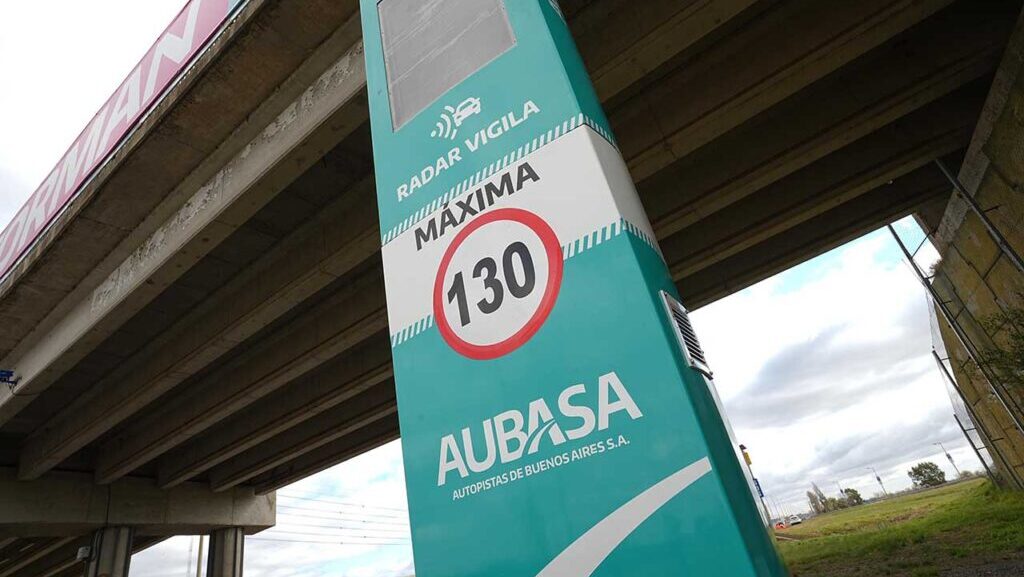 RADAR VIGILA
MÁXIMA
130
AUBASA
AUTOPISTAS DE BUENOS AIRES S.A.